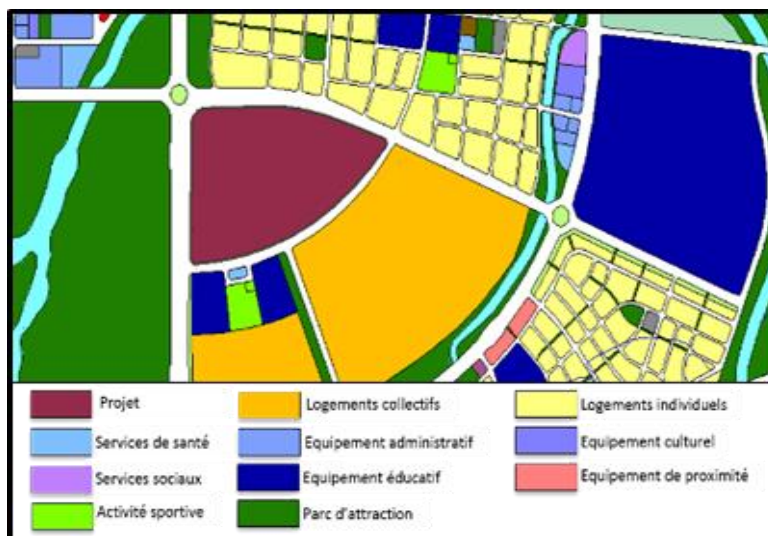 Projet
Logements collectifs
Logements individuels
Services de santé
Equipement administratif
Equipement culturel
Services sociaux
Equipement éducatif
Equipement de proximité
Activité sportive
Parc d'attraction